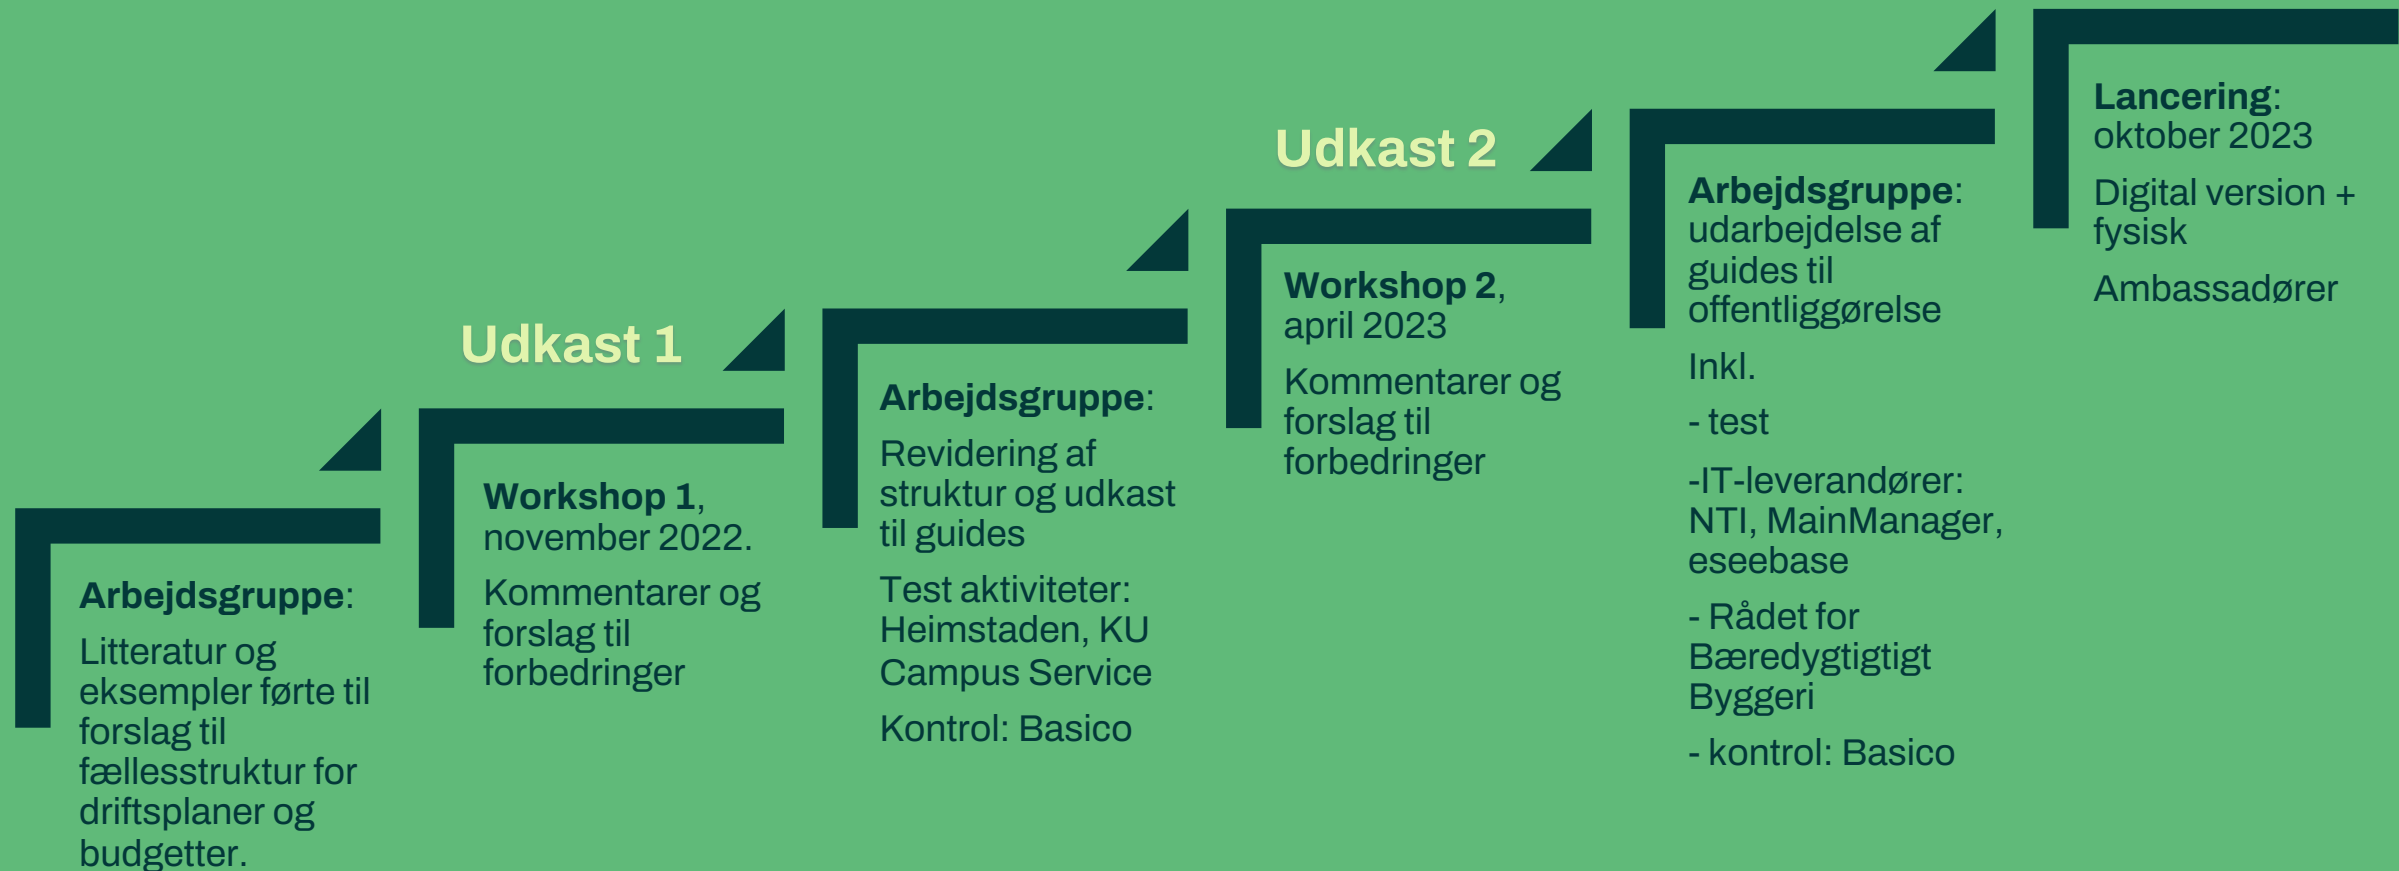 Arbejdsgruppe:
Litteratur og
eksempler førte til
forslag til
fællesstruktur for
driftsplaner og
budgetter.
Udkast 1
Workshop 1,
november 2022.
Kommentarer og
forslag til
forbedringer
Arbejdsgruppe:
Revidering af
struktur og udkast
til guides
Test aktiviteter:
Heimstaden, KU
Campus Service
Kontrol: Basico
Udkast 2
Workshop 2,
april 2023
Kommentarer og
forslag til
forbedringer
Arbejdsgruppe:
udarbejdelse af
guides til
offentliggørelse
Inkl.
- test
-IT-leverandører:
NTI, MainManager,
eseebase
- Rådet for
Bæredygtigtigt
Byggeri
- kontrol: Basico
Lancering:
oktober 2023
Digital version +
fysisk
Ambassadører